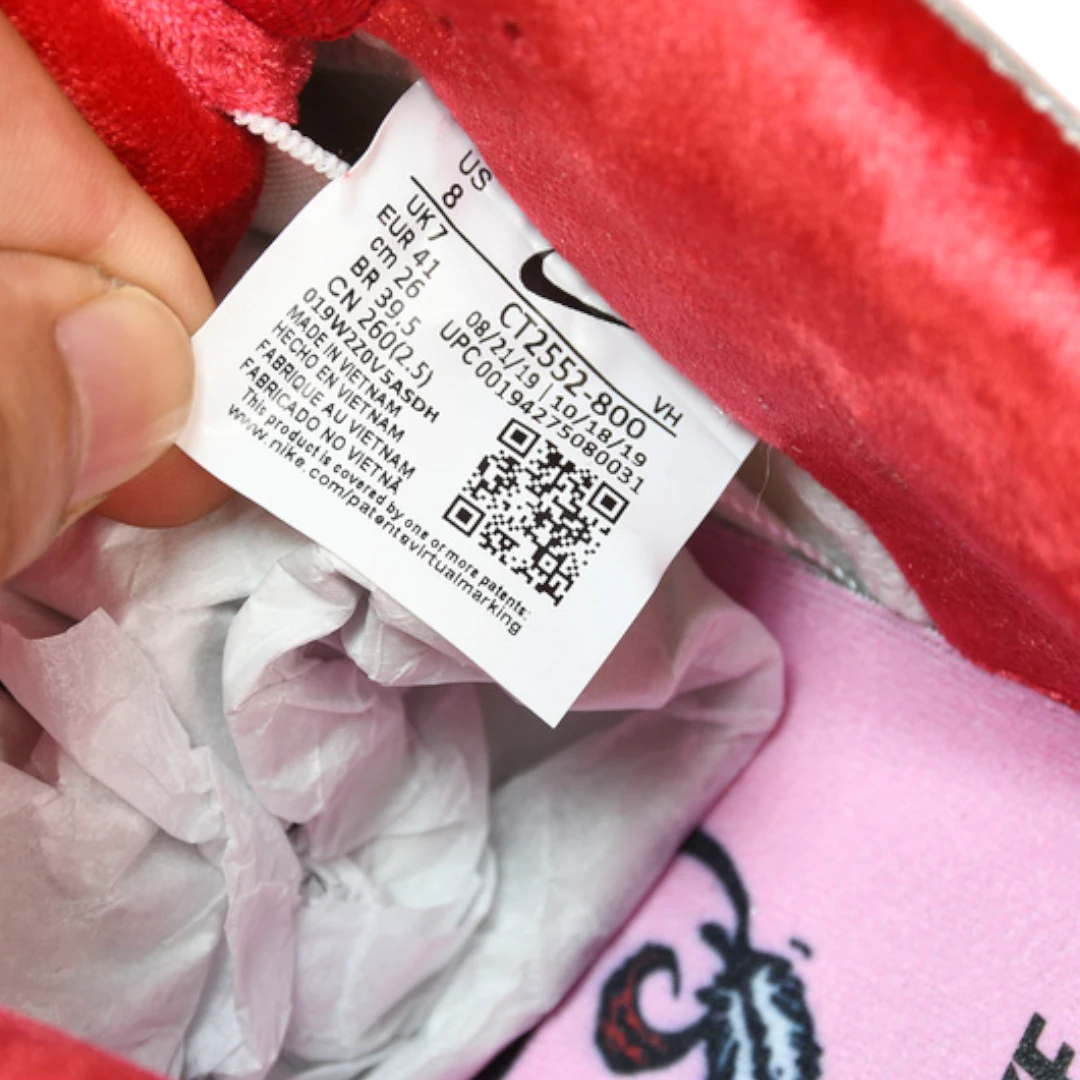 US
8
UK 7
EUR 41
cm 26
BR 39.5
CN 260(2.5)
019W2Z0V5ASDH
MADE IN VIETNAM
HECHO EN VIETNAM
FABRIQUE AU VIETNAM
FABRICADO NO VIETNÃ
This product is covered by one or more patents:
www.nike.com/patentsvirtualmarking
CT2552-800 VH
08/21/19 | 10/18/19
UPC 00194275080031